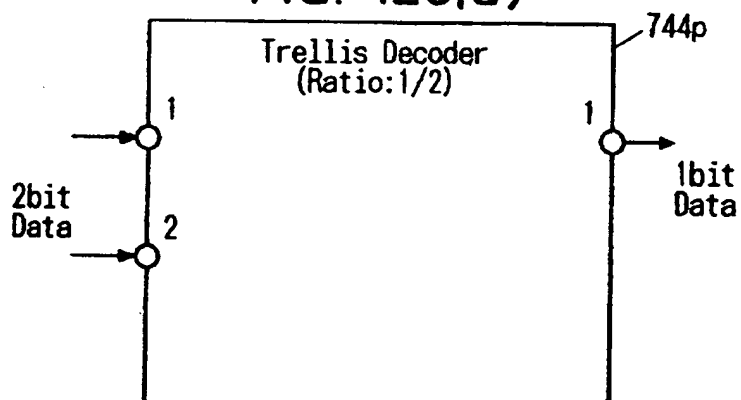 744p
Trellis Decoder
(Ratio:1/2)
1
1
2bit
Data
1bit
Data
2